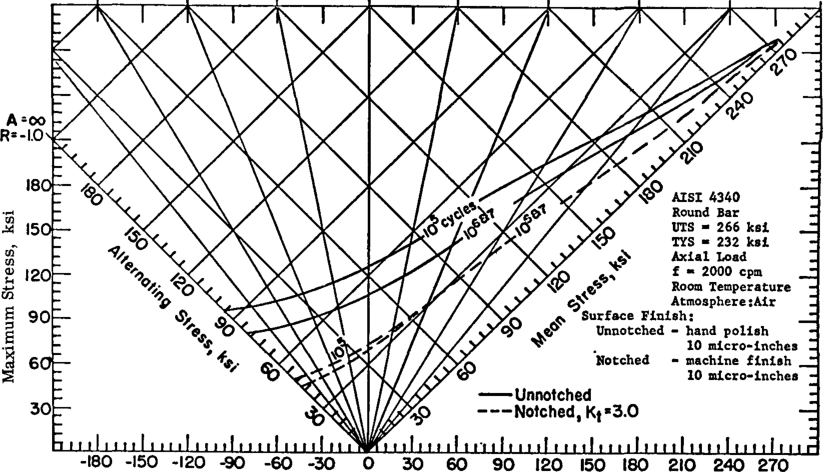 A=∞
R=-1.0
Maximum Stress, ksi
180
150
120
90
60
30
Alternating Stress, ksi
180
150
120
90
60
30
Mean Stress, ksi
30
60
90
120
150
180
210
240
270
10⁵ cycles
10⁶&7
10⁶&7
10⁵
AISI 4340
Round Bar
UTS = 266 ksi
TYS = 232 ksi
Axial Load
f = 2000 cpm
Room Temperature
Atmosphere:Air
Surface Finish:
Unnotched - hand polish
10 micro-inches
Notched - machine finish
10 micro-inches
Unnotched
Notched, Kt=3.0
-180 -150 -120 -90 -60 -30 0 30 60 90 120 150 180 210 240 270